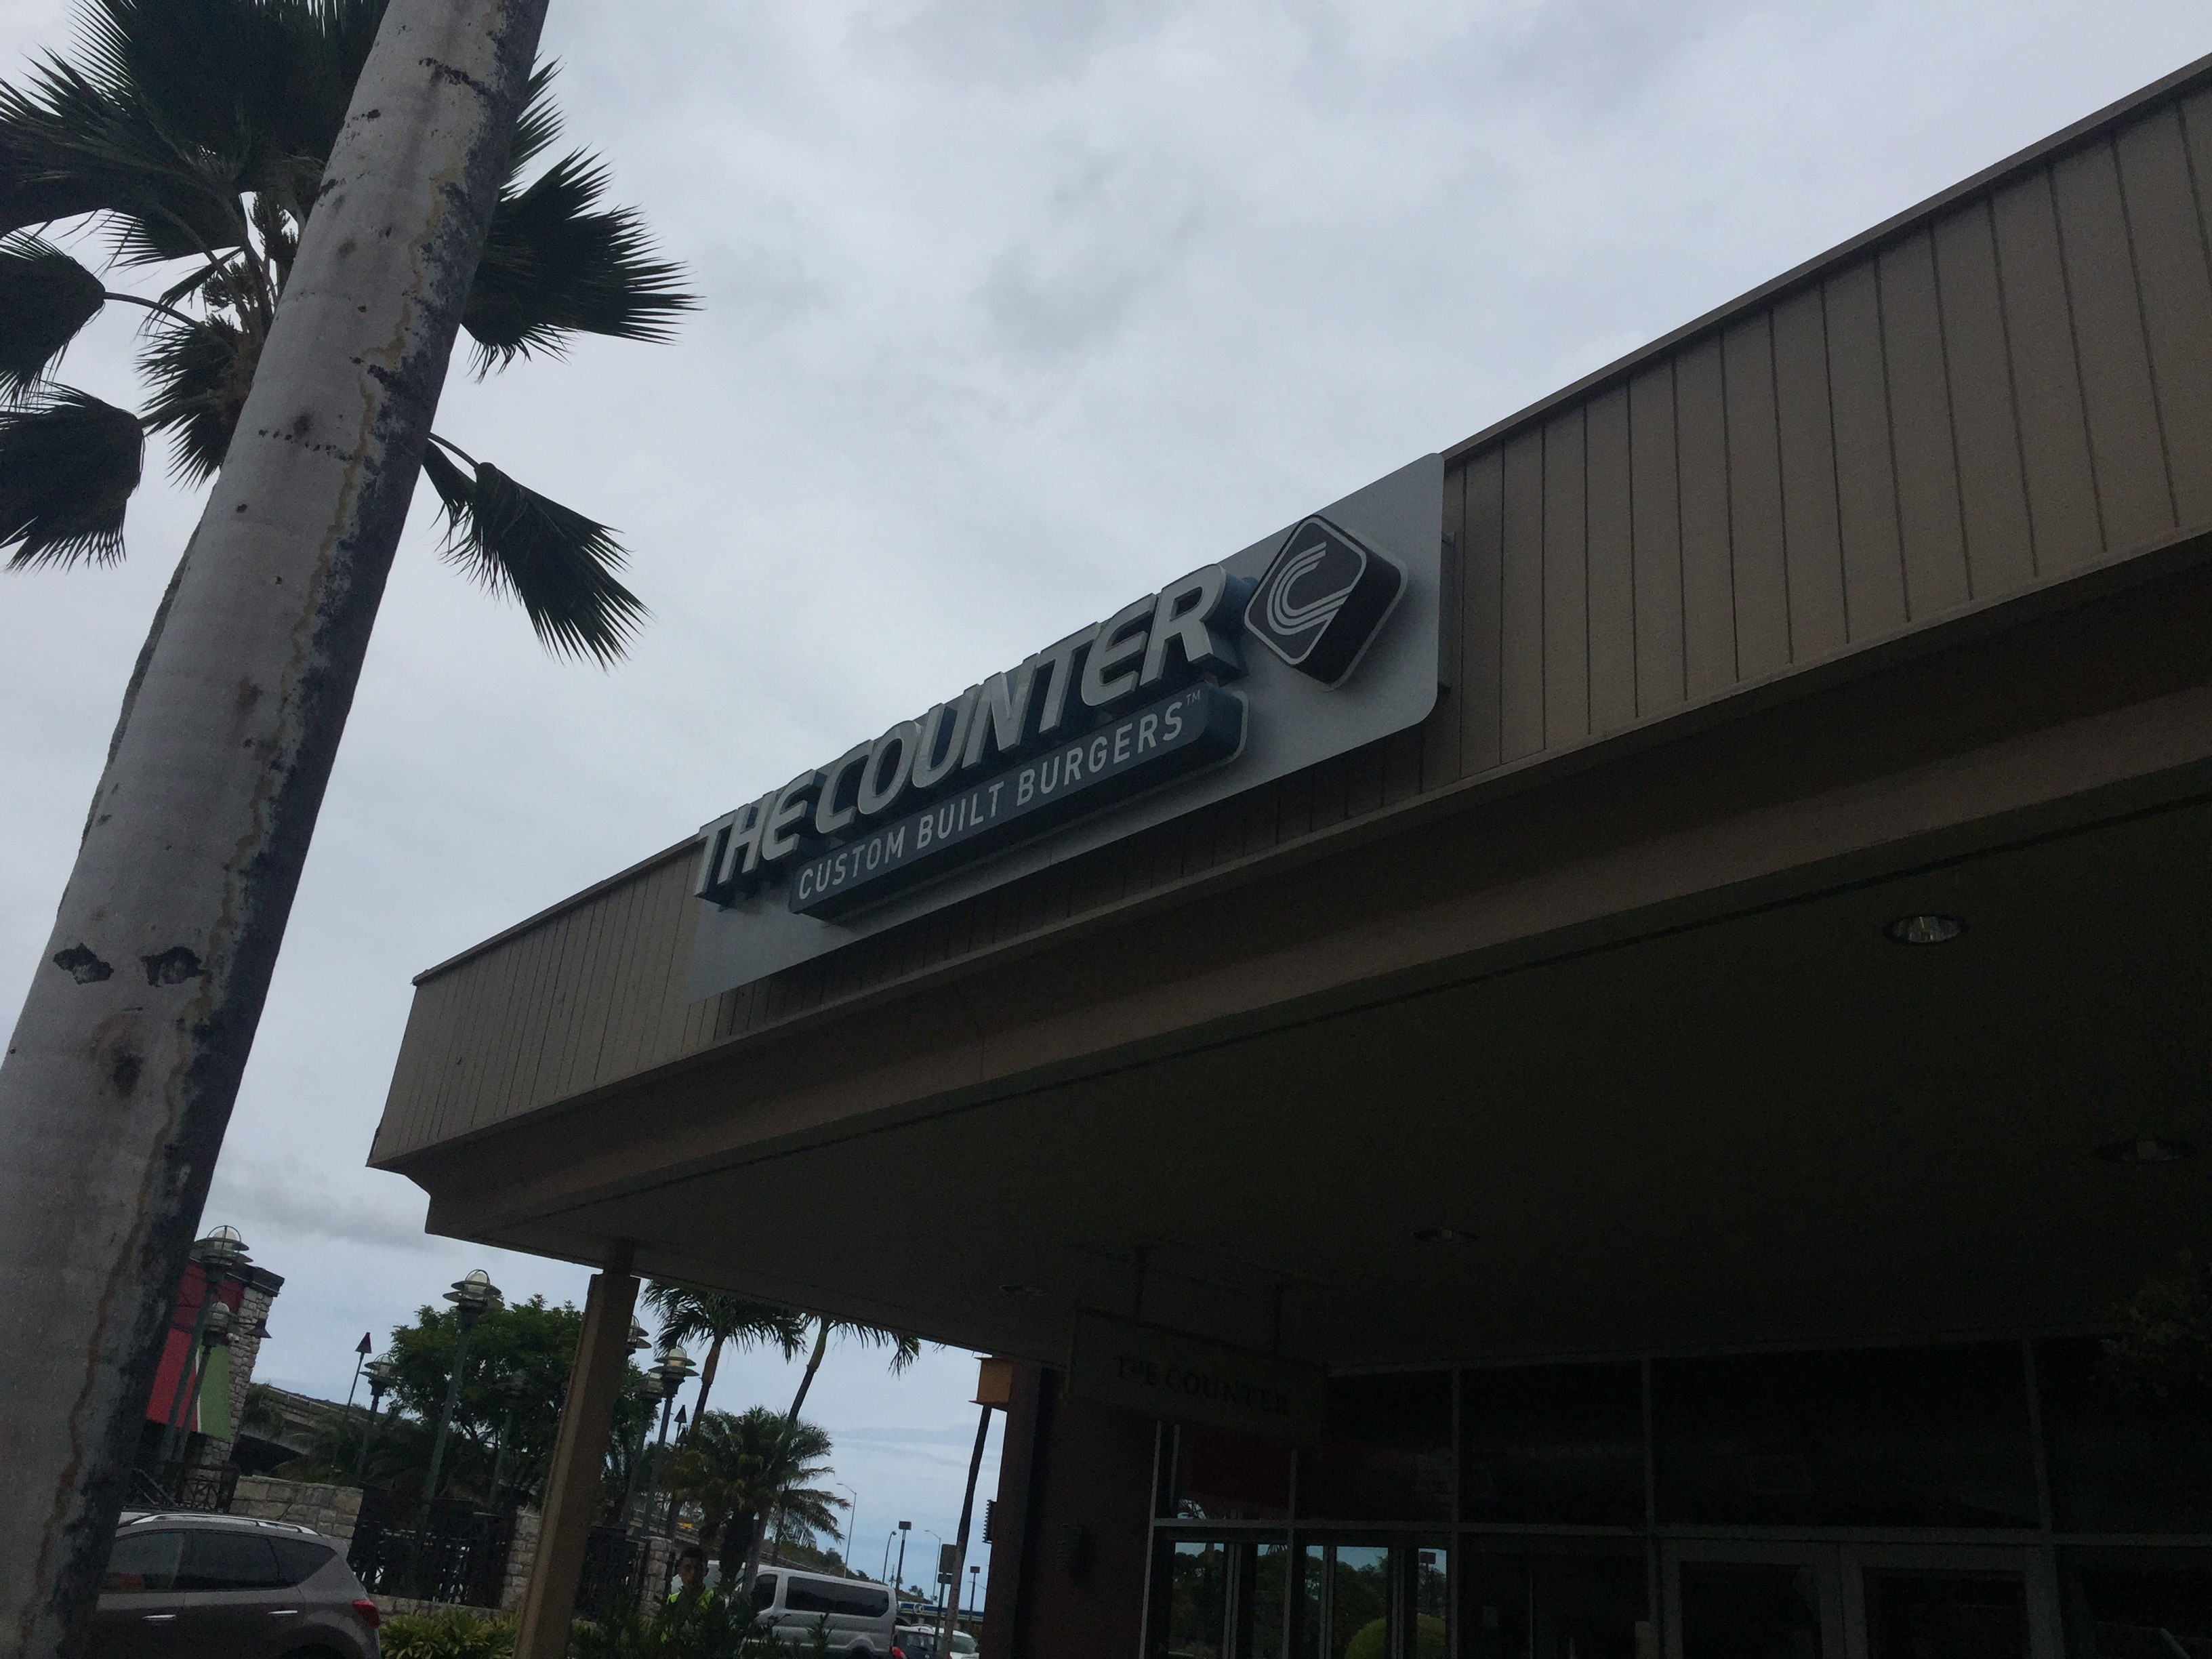 THE COUNTER
CUSTOM BUILT BURGERS™
C
THE COUNTER